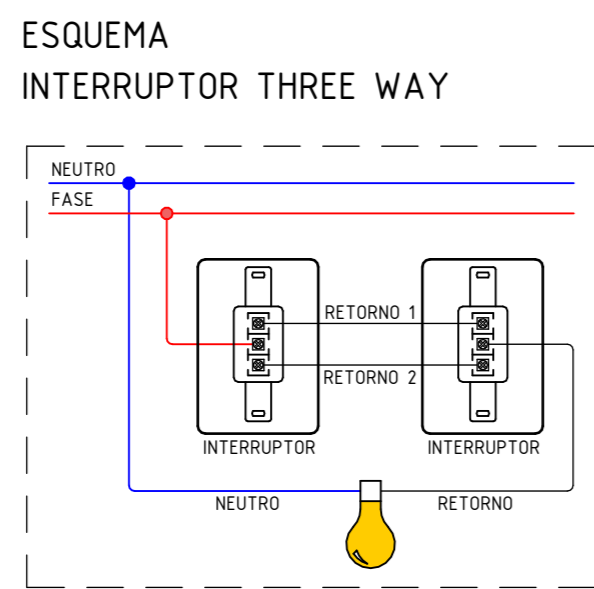 ESQUEMA
INTERRUPTOR THREE WAY
NEUTRO
FASE
RETORNO 1
RETORNO 2
INTERRUPTOR
INTERRUPTOR
NEUTRO
RETORNO